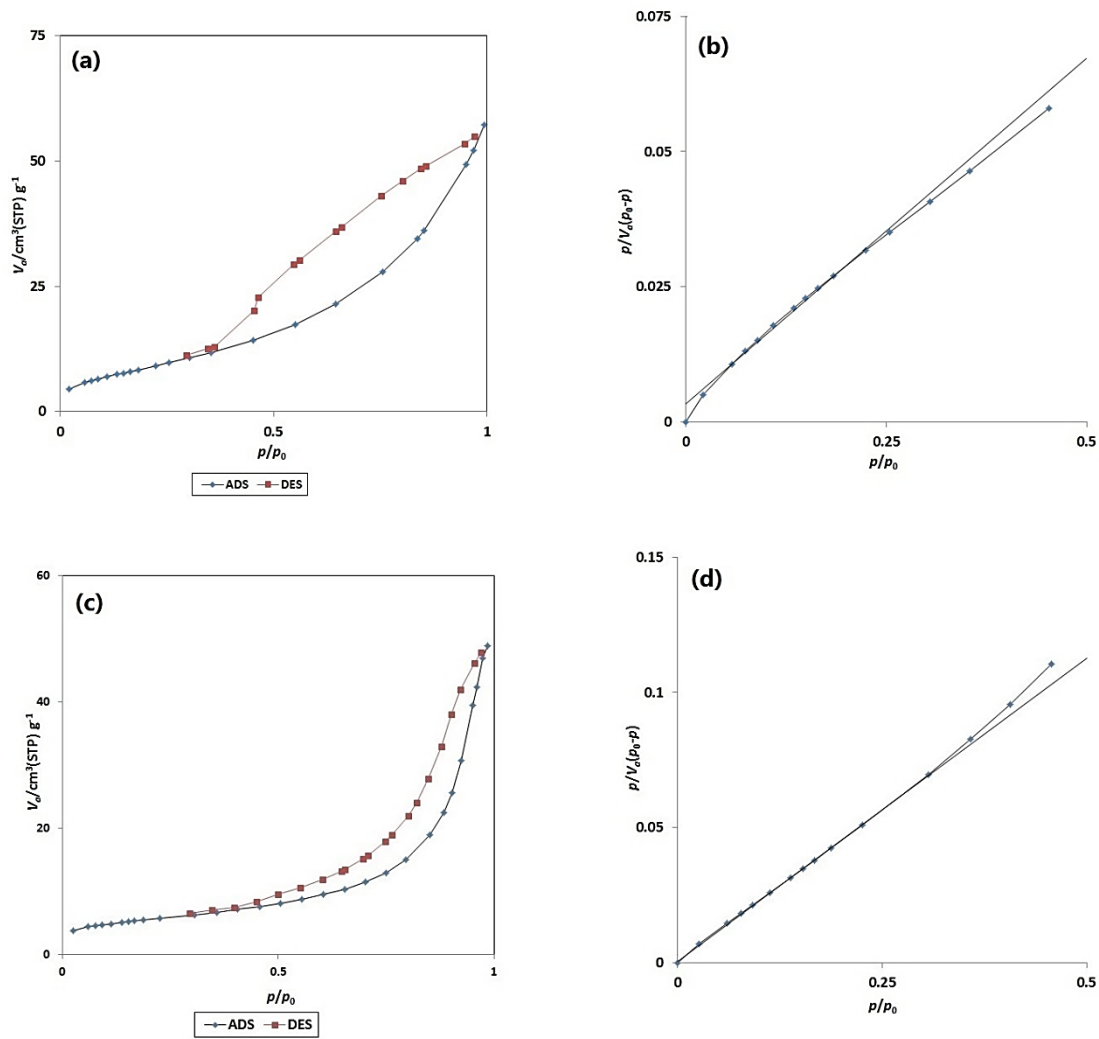 (a)
75
50
25
0
Va/cm³(STP) g⁻¹
0
0.5
1
p/p₀
ADS DES
(b)
0.075
0.05
0.025
0
p/Va(p₀-p)
0
0.25
0.5
p/p₀
(c)
60
40
20
0
Va/cm³(STP) g⁻¹
0
0.5
1
p/p₀
ADS DES
(d)
0.15
0.1
0.05
0
p/Va(p₀-p)
0
0.25
0.5
p/p₀